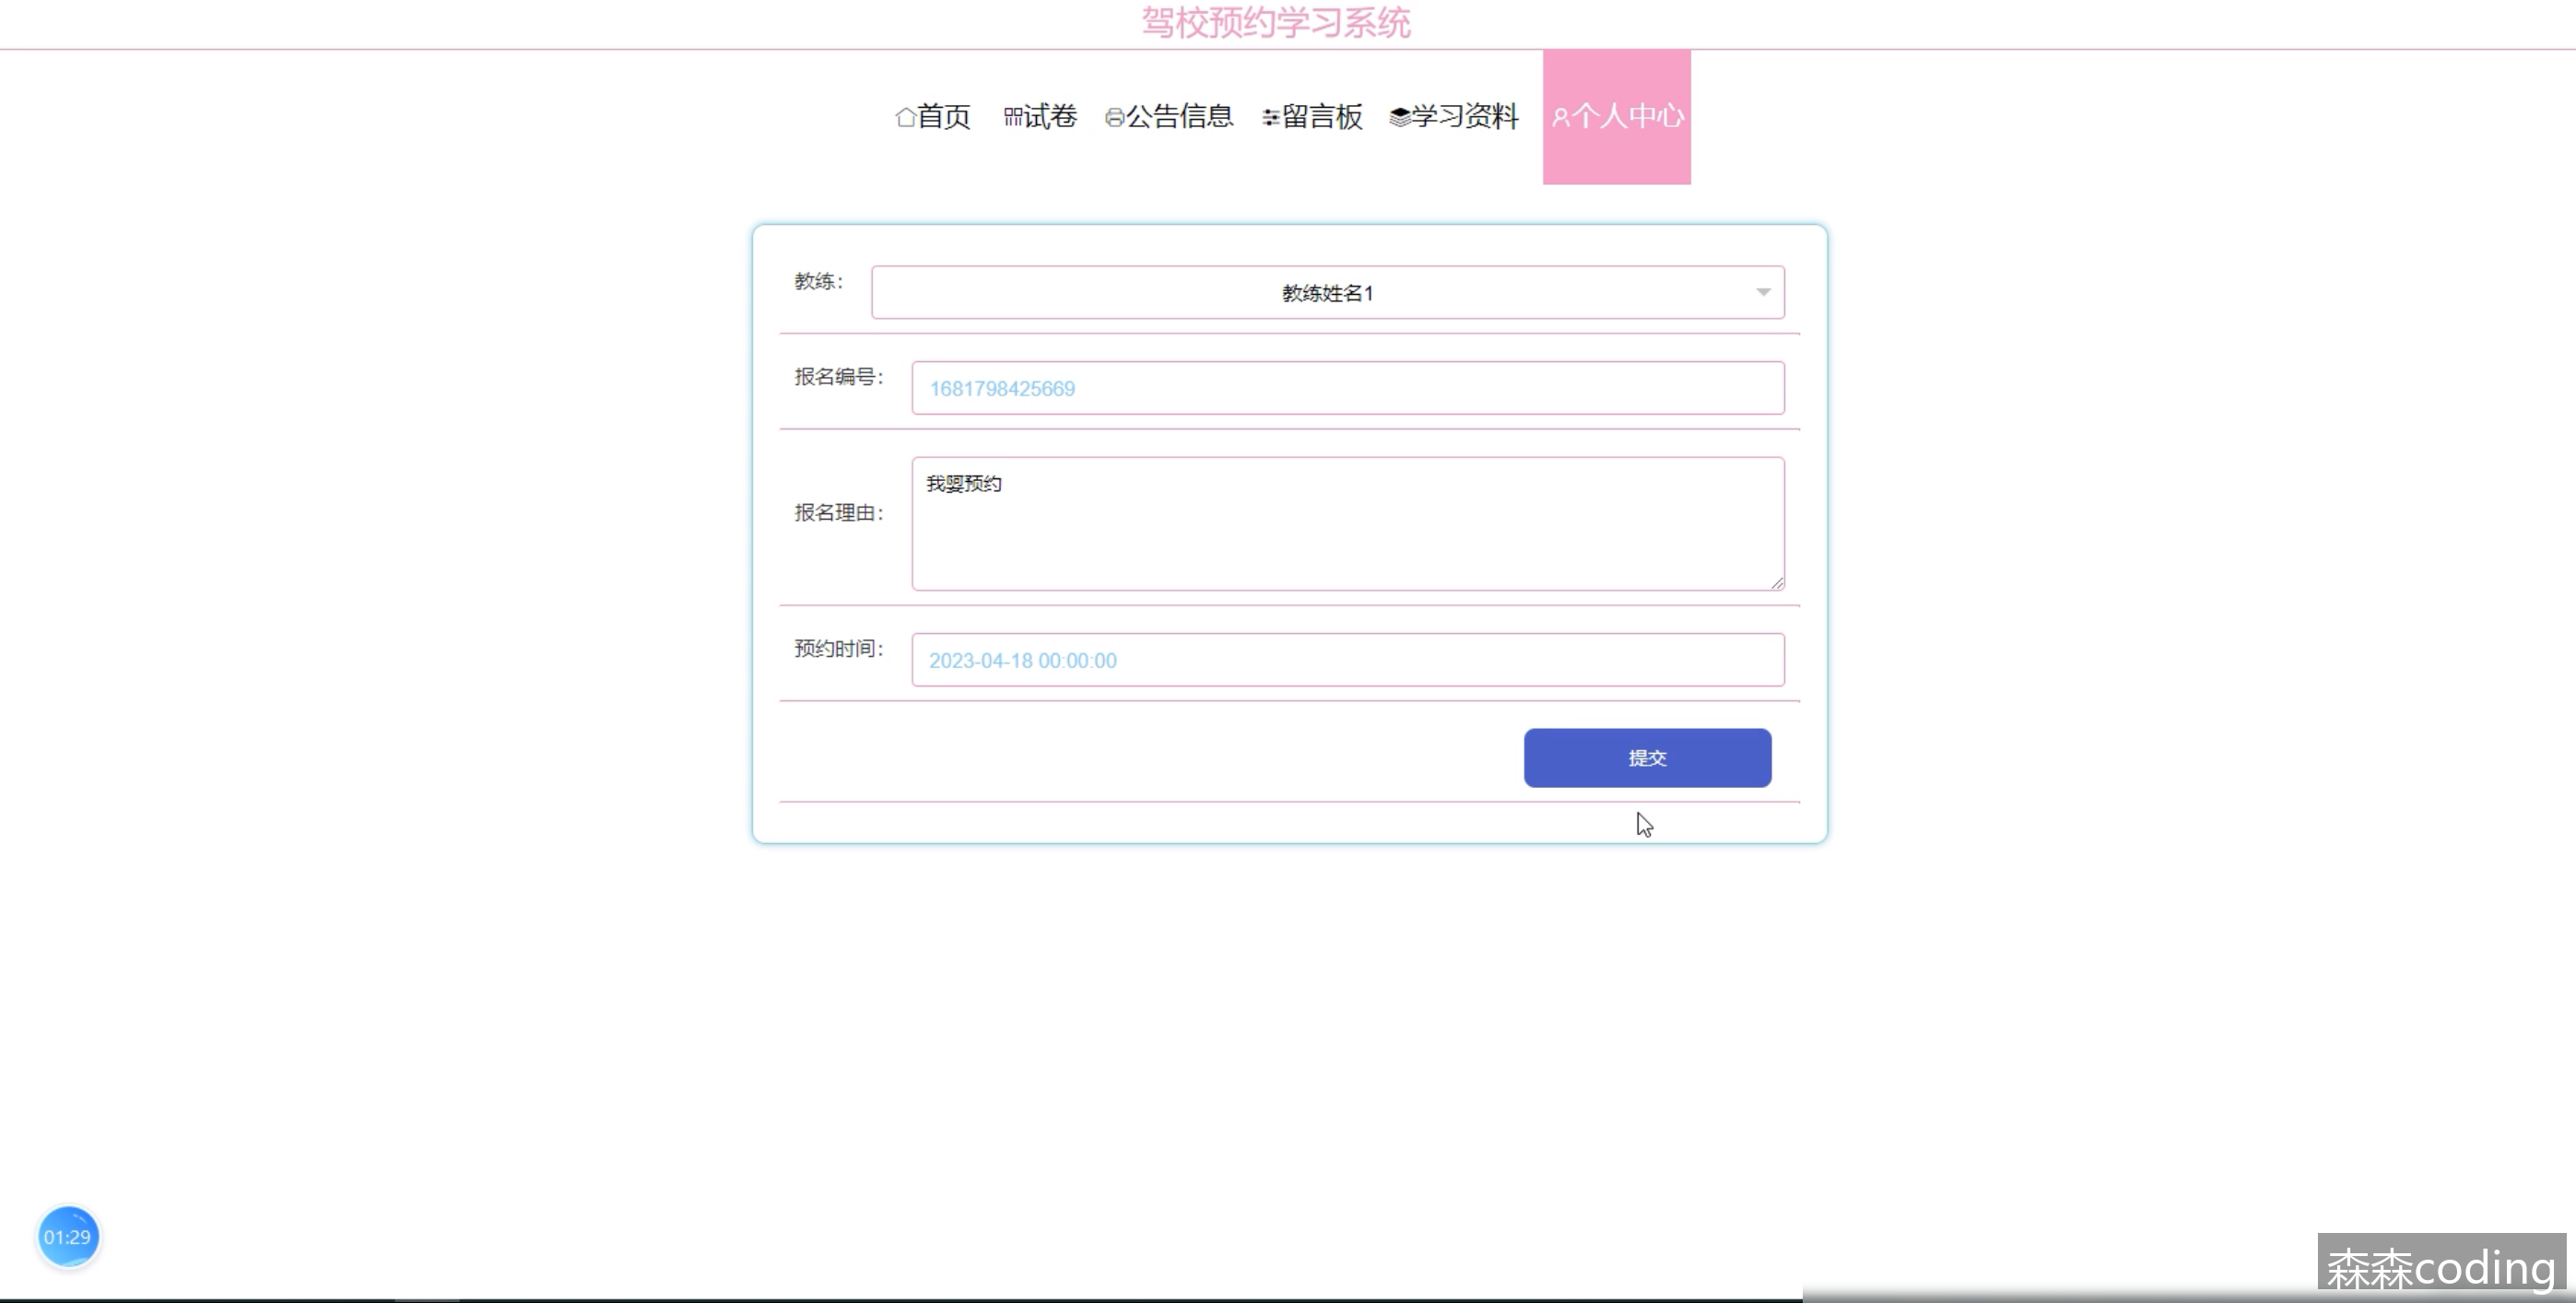 驾校预约学习系统
首页 试卷 公告信息 留言板 学习资料 个人中心
教练： 教练姓名1
报名编号： 1681798425669
报名理由： 我婴预约
预约时间： 2023-04-18 00:00:00
提交
01:29
森森coding